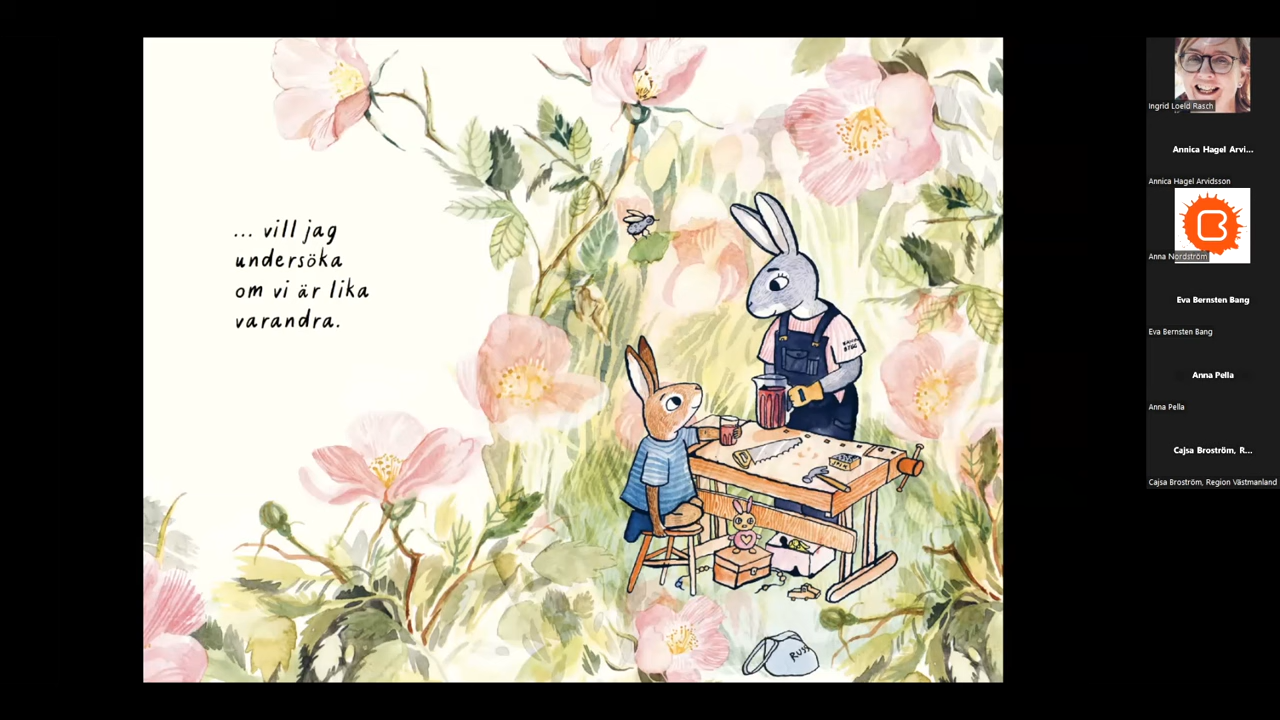 ... vill jag
undersöka
om vi är lika
varandra.
RUSK
Ingrid Loeld Rasch
Annica Hagel Arvi...
Annica Hagel Arvidsson
Anna Nordström
Eva Bernsten Bang
Eva Bernsten Bang
Anna Pella
Anna Pella
Cajsa Broström, R...
Cajsa Broström, Region Västmanland